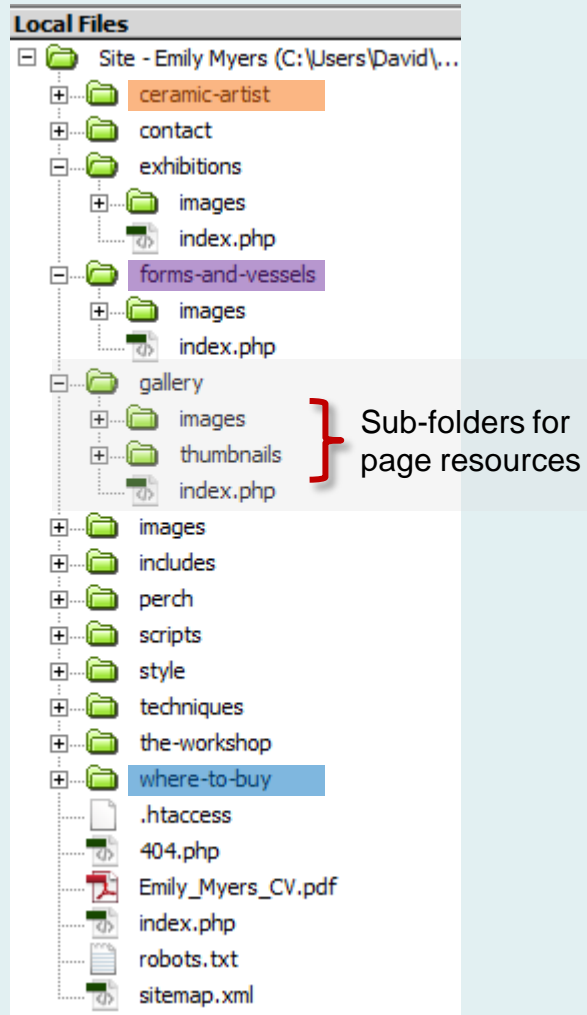 Local Files
Site - Emily Myers (C:\Users\David\...
ceramic-artist
contact
exhibitions
images
index.php
forms-and-vessels
images
index.php
gallery
images
thumbnails
index.php
Sub-folders for
page resources
images
includes
perch
scripts
style
techniques
the-workshop
where-to-buy
.htaccess
404.php
Emily_Myers_CV.pdf
index.php
robots.txt
sitemap.xml